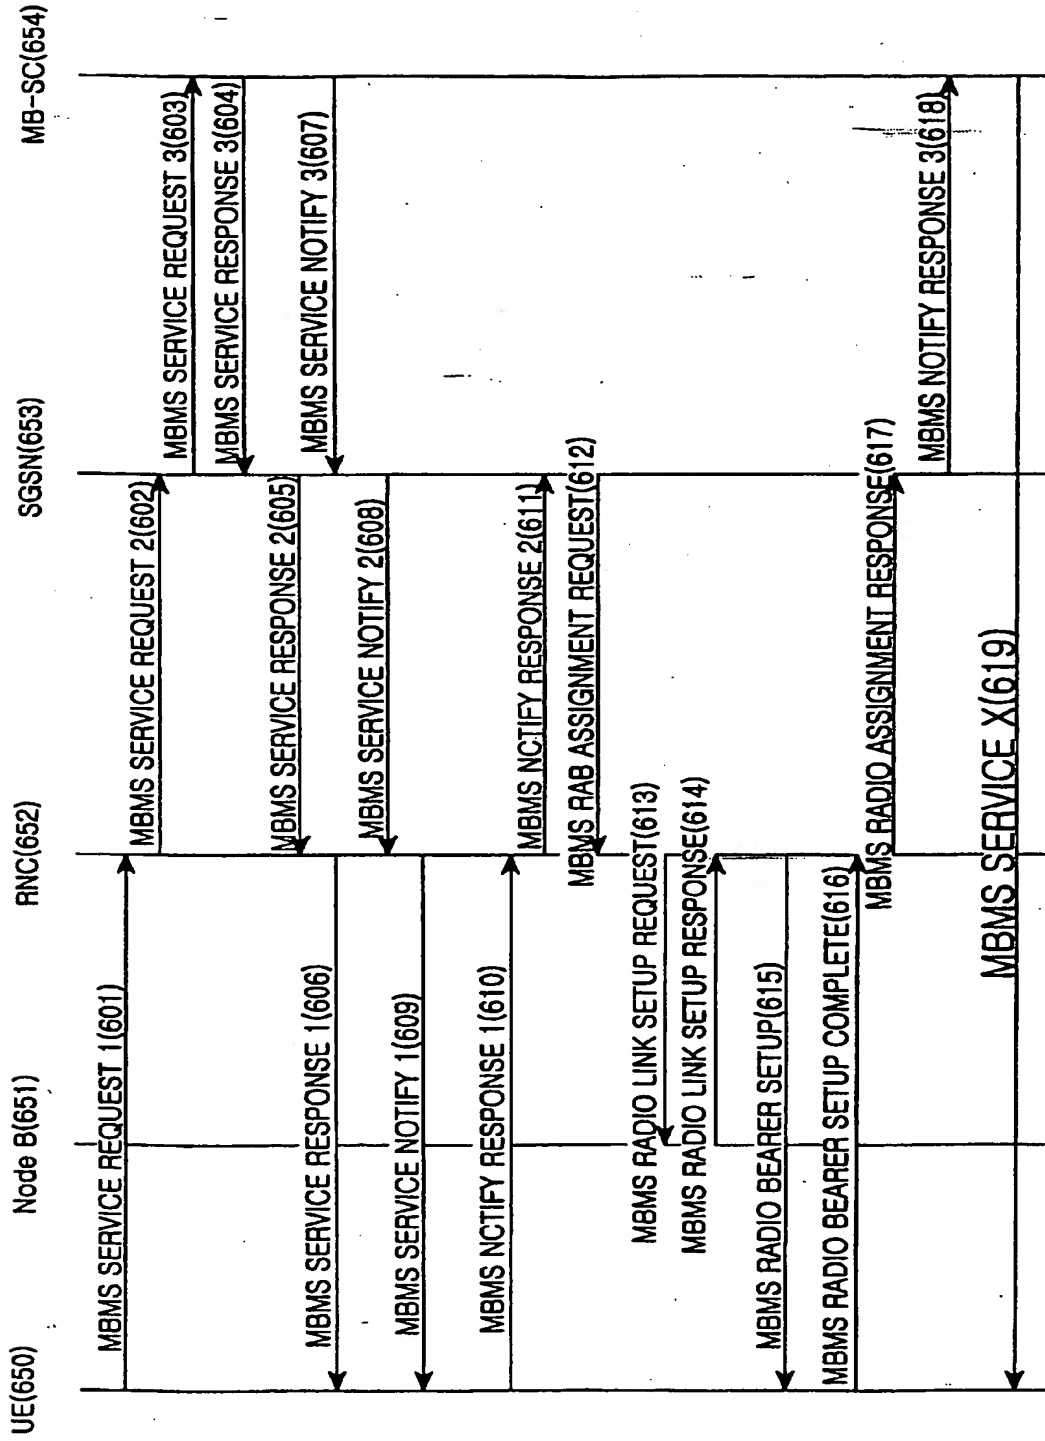 UE(650)
Node B(651)
RNC(652)
SGSN(653)
MB-SC(654)
MBMS SERVICE REQUEST 1(601)
MBMS SERVICE REQUEST 2(602)
MBMS SERVICE REQUEST 3(603)
MBMS SERVICE RESPONSE 3(604)
MBMS SERVICE RESPONSE 2(605)
MBMS SERVICE RESPONSE 1(606)
MBMS SERVICE NOTIFY 3(607)
MBMS SERVICE NOTIFY 2(608)
MBMS SERVICE NOTIFY 1(609)
MBMS NCTIFY RESPONSE 1(610)
MBMS NCTIFY RESPONSE 2(611)
MBMS RAB ASSIGNMENT REQUEST(612)
MBMS RADIO LINK SETUP REQUEST(613)
MBMS RADIO LINK SETUP RESPONSE(614)
MBMS RADIO BEARER SETUP(615)
MBMS RADIO BEARER SETUP COMPLETE(616)
MBMS RADIO ASSIGNMENT RESPONSE(617)
MBMS NOTIFY RESPONSE 3(618)
MBMS SERVICE X(619)